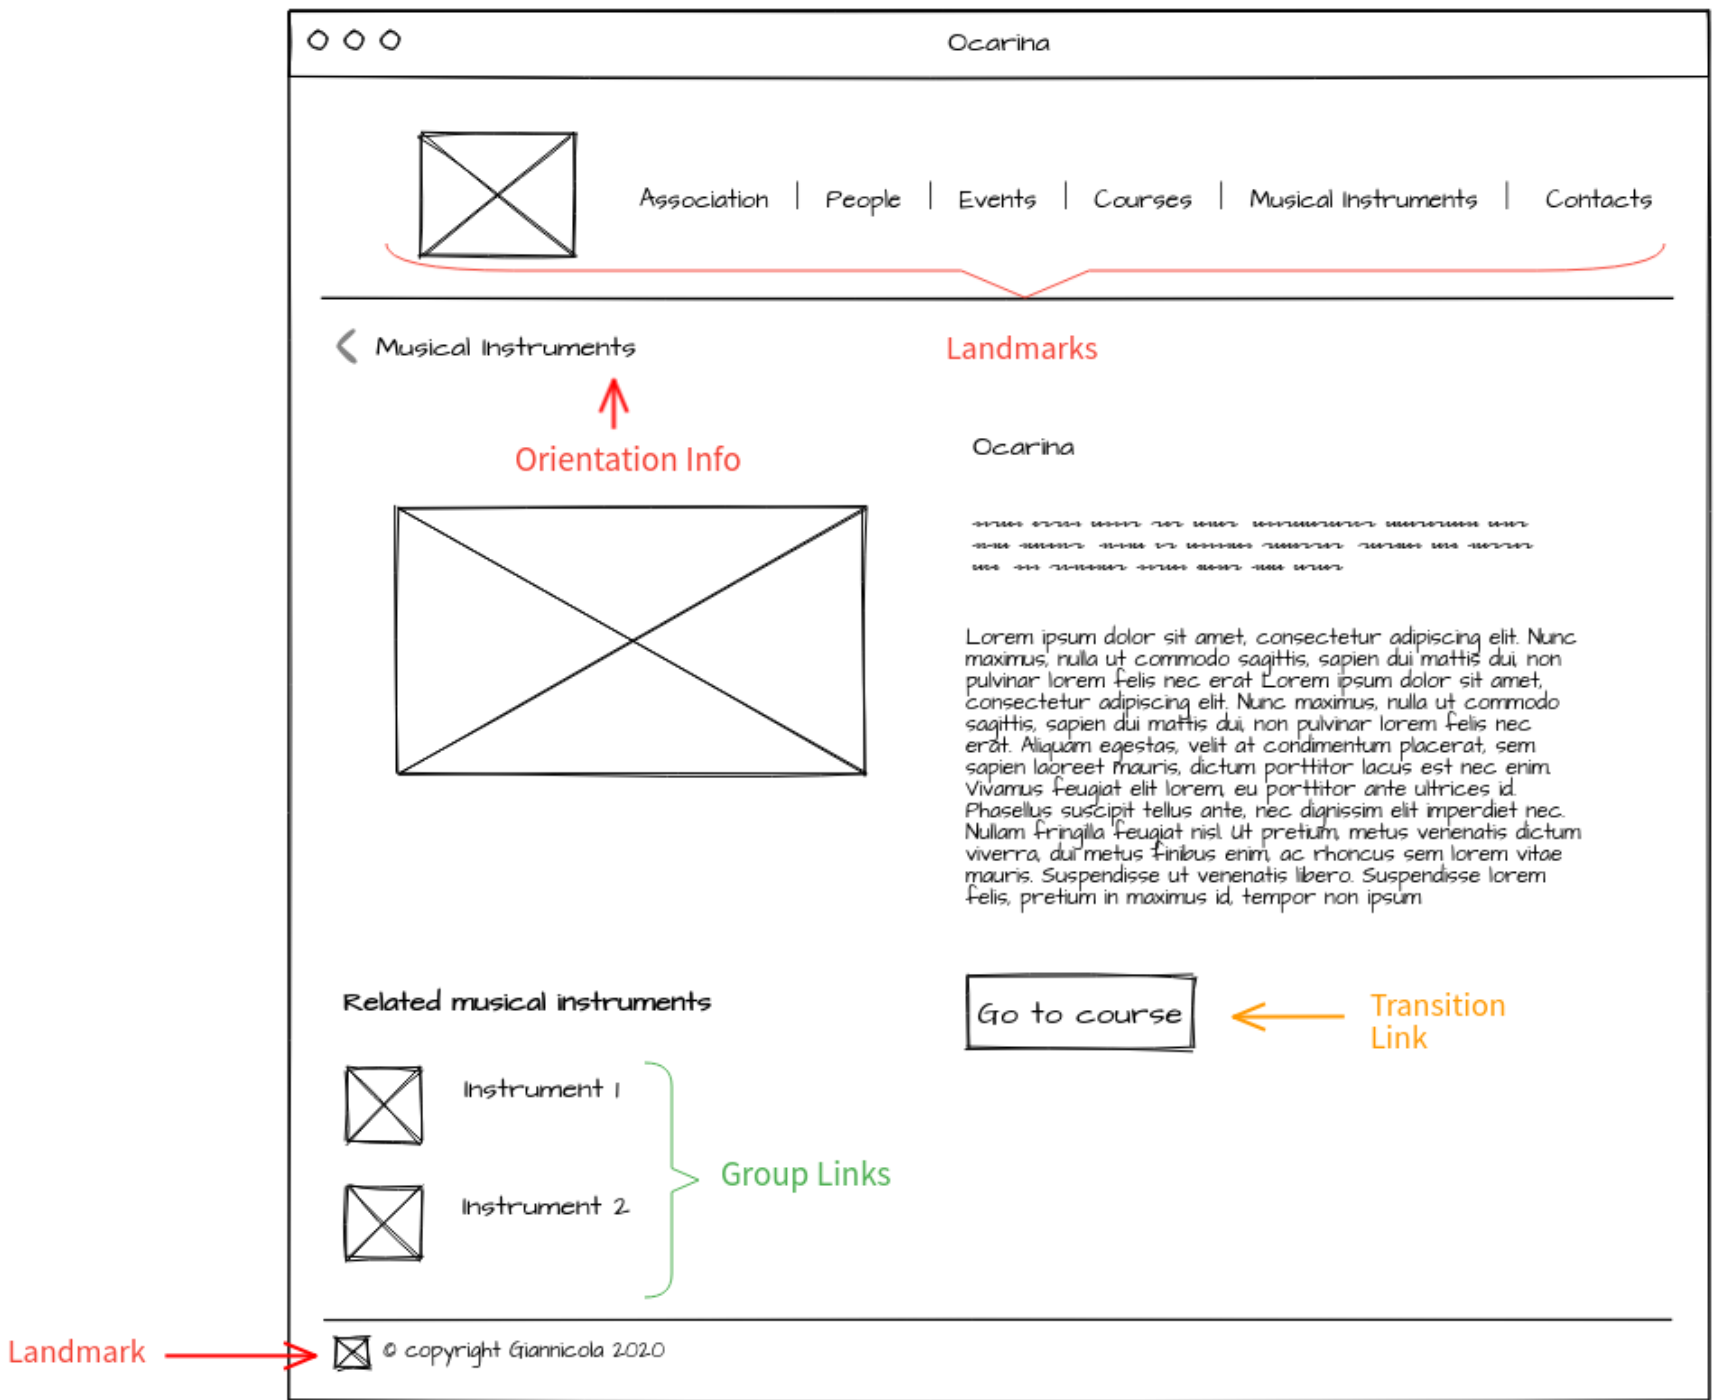 Ocarina
Association | People | Events | Courses | Musical Instruments | Contacts
Musical Instruments
Landmarks
Orientation Info
Ocarina
Lorem ipsum dolor sit amet, consectetur adipiscing elit. Nunc
maximus, nulla ut commodo sagittis, sapien dui mattis dui, non
pulvinar lorem felis nec erat Lorem ipsum dolor sit amet,
consectetur adipiscing elit. Nunc maximus, nulla ut commodo
sagittis, sapien dui mattis dui, non pulvinar lorem felis nec
erat. Aliquam egestas, velit at condimentum placerat, sem
sapien laoreet mauris, dictum porttitor lacus est nec enim.
Vivamus feugiat elit lorem, eu porttitor ante ultrices id.
Phasellus suscipit tellus ante, nec dignissim elit imperdiet nec.
Nullam fringilla feugiat nisl. Ut pretium, metus venenatis dictum
viverra, dui metus finibus enim, ac rhoncus sem lorem vitae
mauris. Suspendisse ut venenatis libero. Suspendisse lorem
felis, pretium in maximus id, tempor non ipsum
Go to course
Transition
Link
Related musical instruments
Instrument 1
Instrument 2
Group Links
Landmark
© copyright Giannicola 2020